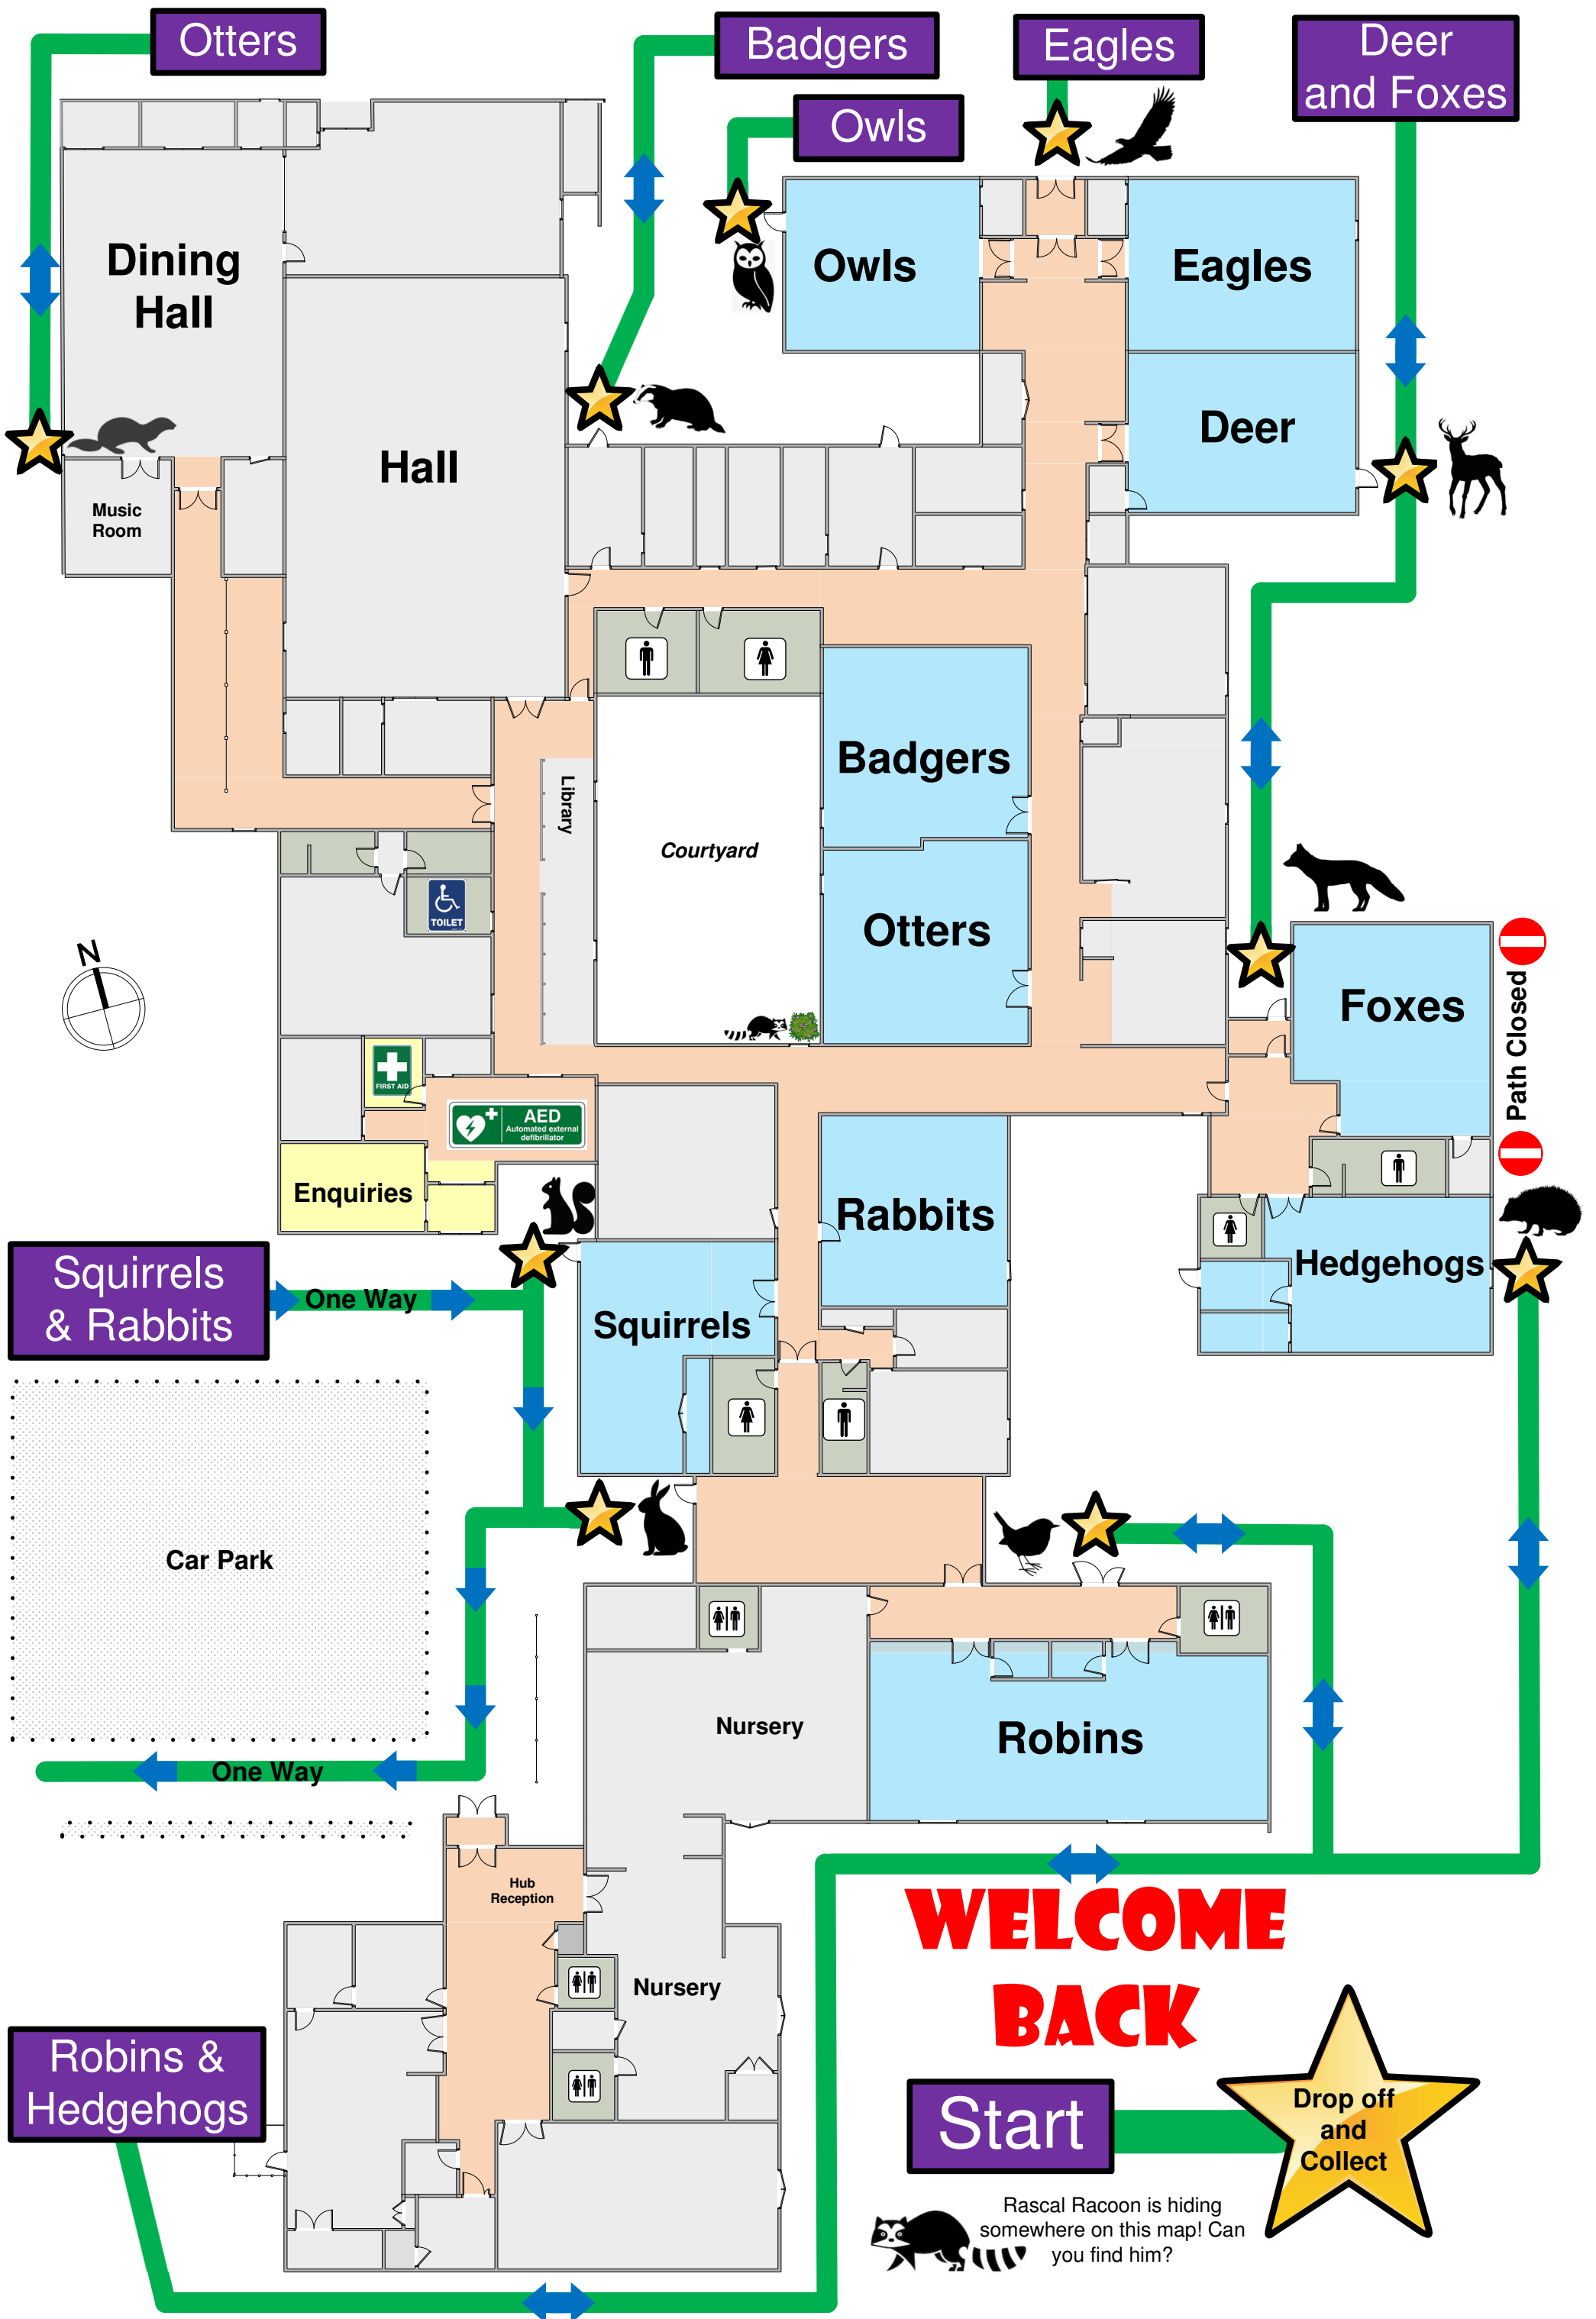 Otters
Badgers
Eagles
Deer
and Foxes
Owls
Dining
Hall
Owls
Eagles
Hall
Deer
Music
Room
Badgers
Library
Courtyard
Otters
TOILET
N
Foxes
Path Closed
FIRST AID
AED
Automated external
defibrillator
Enquiries
Rabbits
Hedgehogs
Squirrels
& Rabbits
One Way
Squirrels
Car Park
Nursery
Robins
One Way
Hub
Reception
WELCOME
BACK
Nursery
Robins &
Hedgehogs
Start
Drop off
and
Collect
Rascal Racoon is hiding
somewhere on this map! Can
you find him?